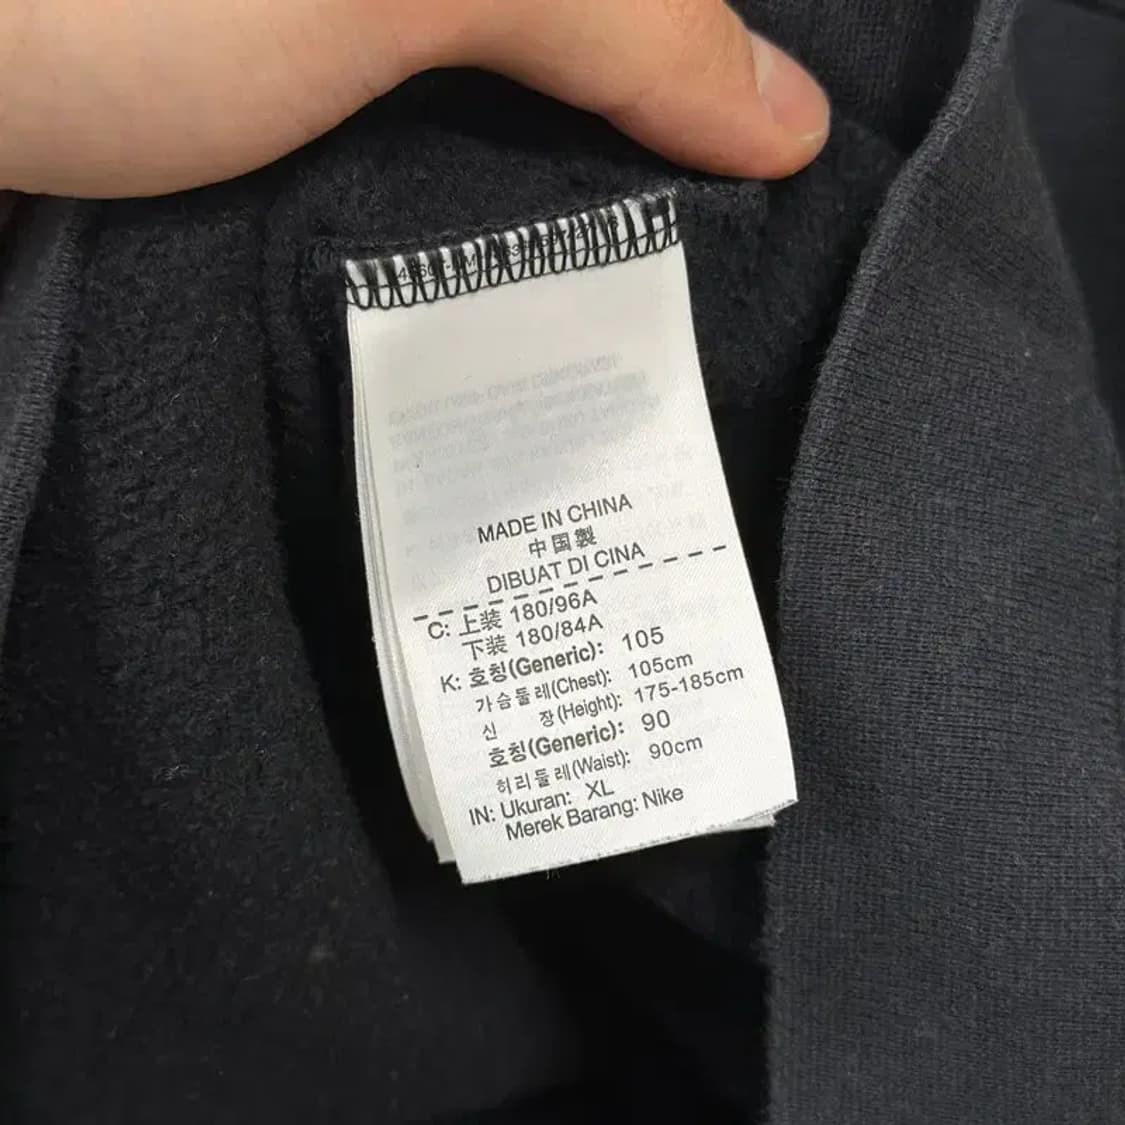 MADE IN CHINA
中国製
DIBUAT DI CINA
C: 上装 180/96A
下装 180/84A
K: 호칭(Generic): 105
가슴둘레(Chest): 105cm
신 장(Height): 175-185cm
호칭(Generic): 90
허리둘레(Waist): 90cm
IN: Ukuran: XL
Merek Barang: Nike